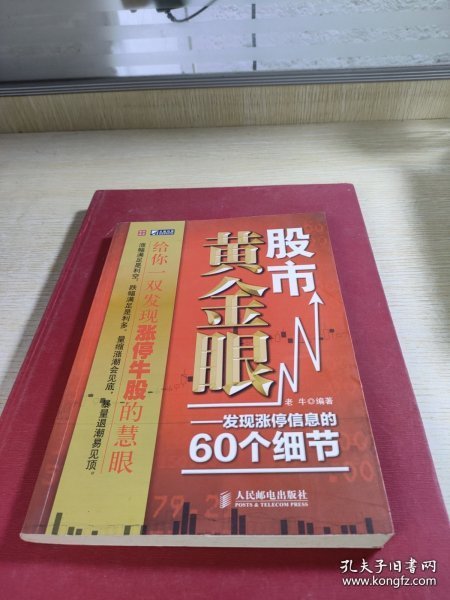 股市
黄金眼
老 牛◎编著
——发现涨停信息的
60个细节
给你一双发现涨停牛股的慧眼
涨幅满足是利空，跌幅满足是利多，量缩涨潮会见底，暴量退潮易见顶。
人民邮电出版社
POSTS & TELECOM PRESS
孔夫子旧书网
www.kongfz.com